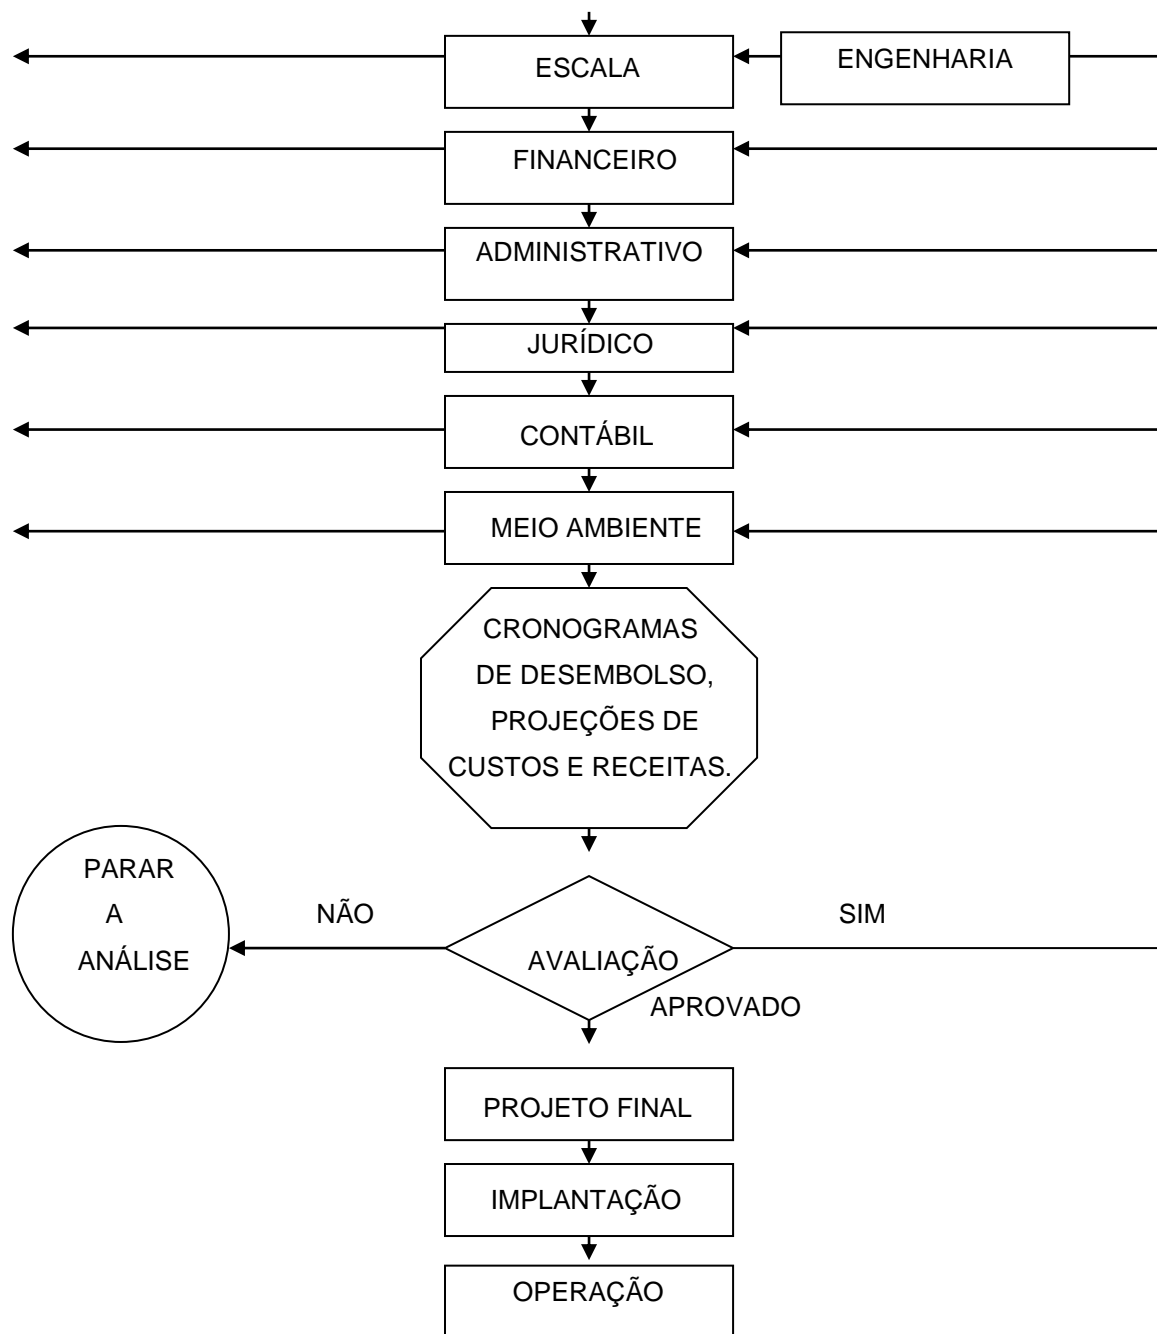 ESCALA
ENGENHARIA
FINANCEIRO
ADMINISTRATIVO
JURÍDICO
CONTÁBIL
MEIO AMBIENTE
CRONOGRAMAS
DE DESEMBOLSO,
PROJEÇÕES DE
CUSTOS E RECEITAS.
PARAR
A
ANÁLISE
NÃO
AVALIAÇÃO
SIM
APROVADO
PROJETO FINAL
IMPLANTAÇÃO
OPERAÇÃO